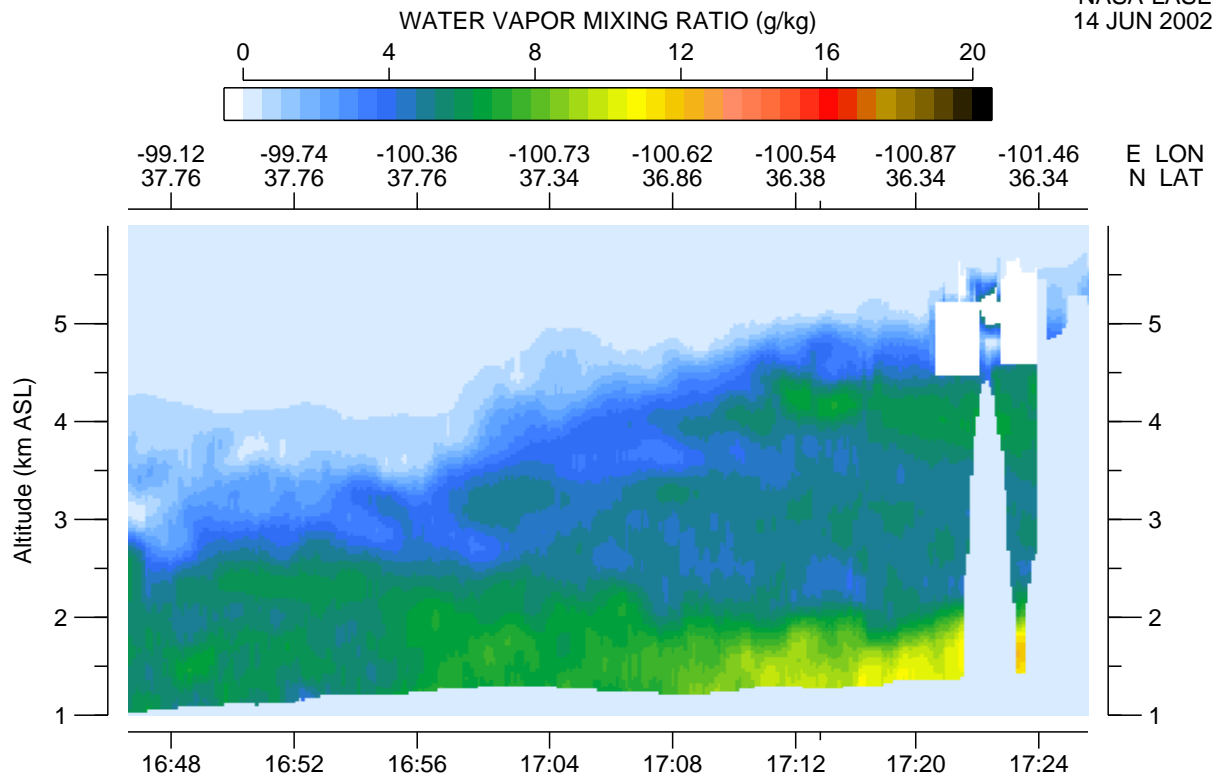 NASA LASE
14 JUN 2002
WATER VAPOR MIXING RATIO (g/kg)
0 4 8 12 16 20
-99.12 -99.74 -100.36 -100.73 -100.62 -100.54 -100.87 -101.46 E LON
37.76 37.76 37.76 37.34 36.86 36.38 36.34 36.34 N LAT
Altitude (km ASL)
5 5
4 4
3 3
2 2
1 1
16:48 16:52 16:56 17:04 17:08 17:12 17:20 17:24